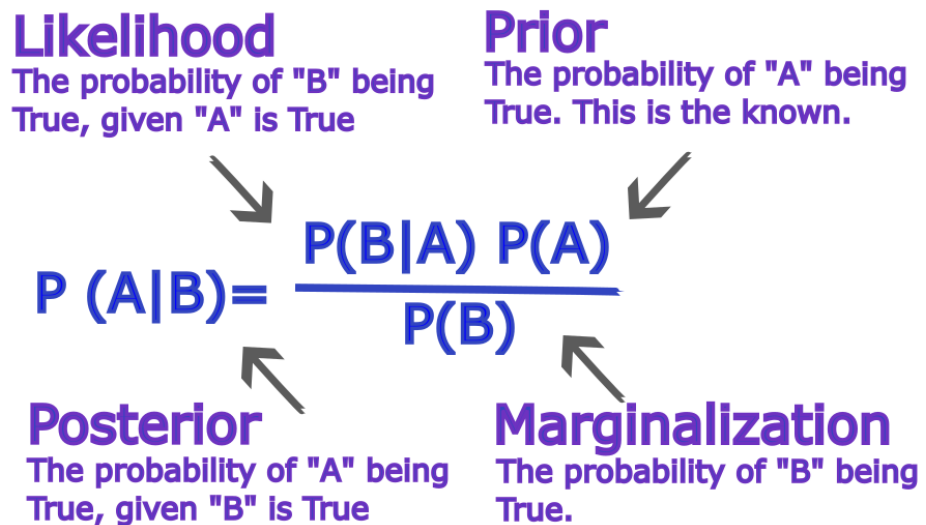 Likelihood
The probability of "B" being
True, given "A" is True
Prior
The probability of "A" being
True. This is the known.
P(B|A) P(A)
P (A|B)=
P(B)
Posterior
The probability of "A" being
True, given "B" is True
Marginalization
The probability of "B" being
True.